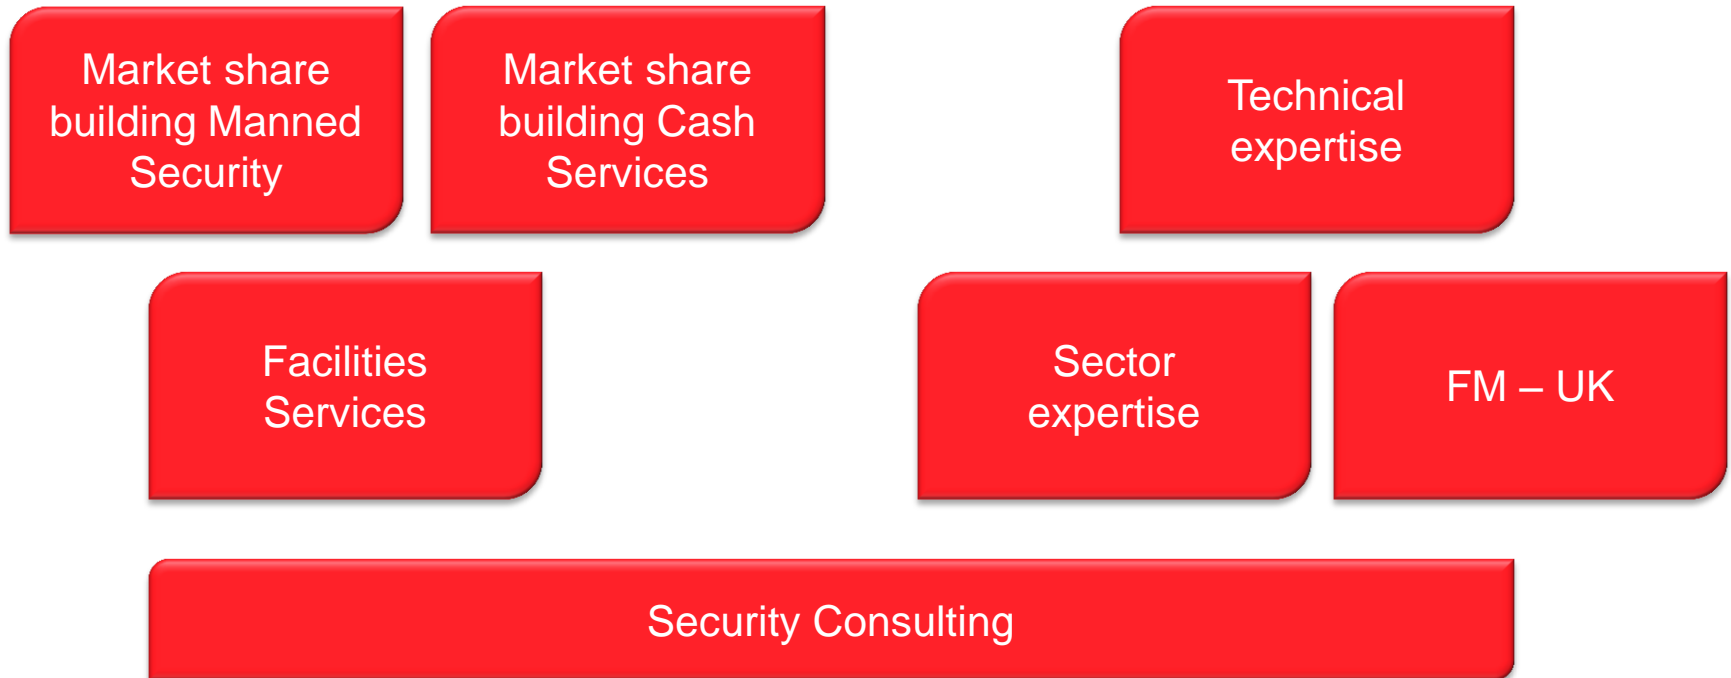 Market share
building Manned
Security
Market share
building Cash
Services
Technical
expertise
Facilities
Services
Sector
expertise
FM – UK
Security Consulting